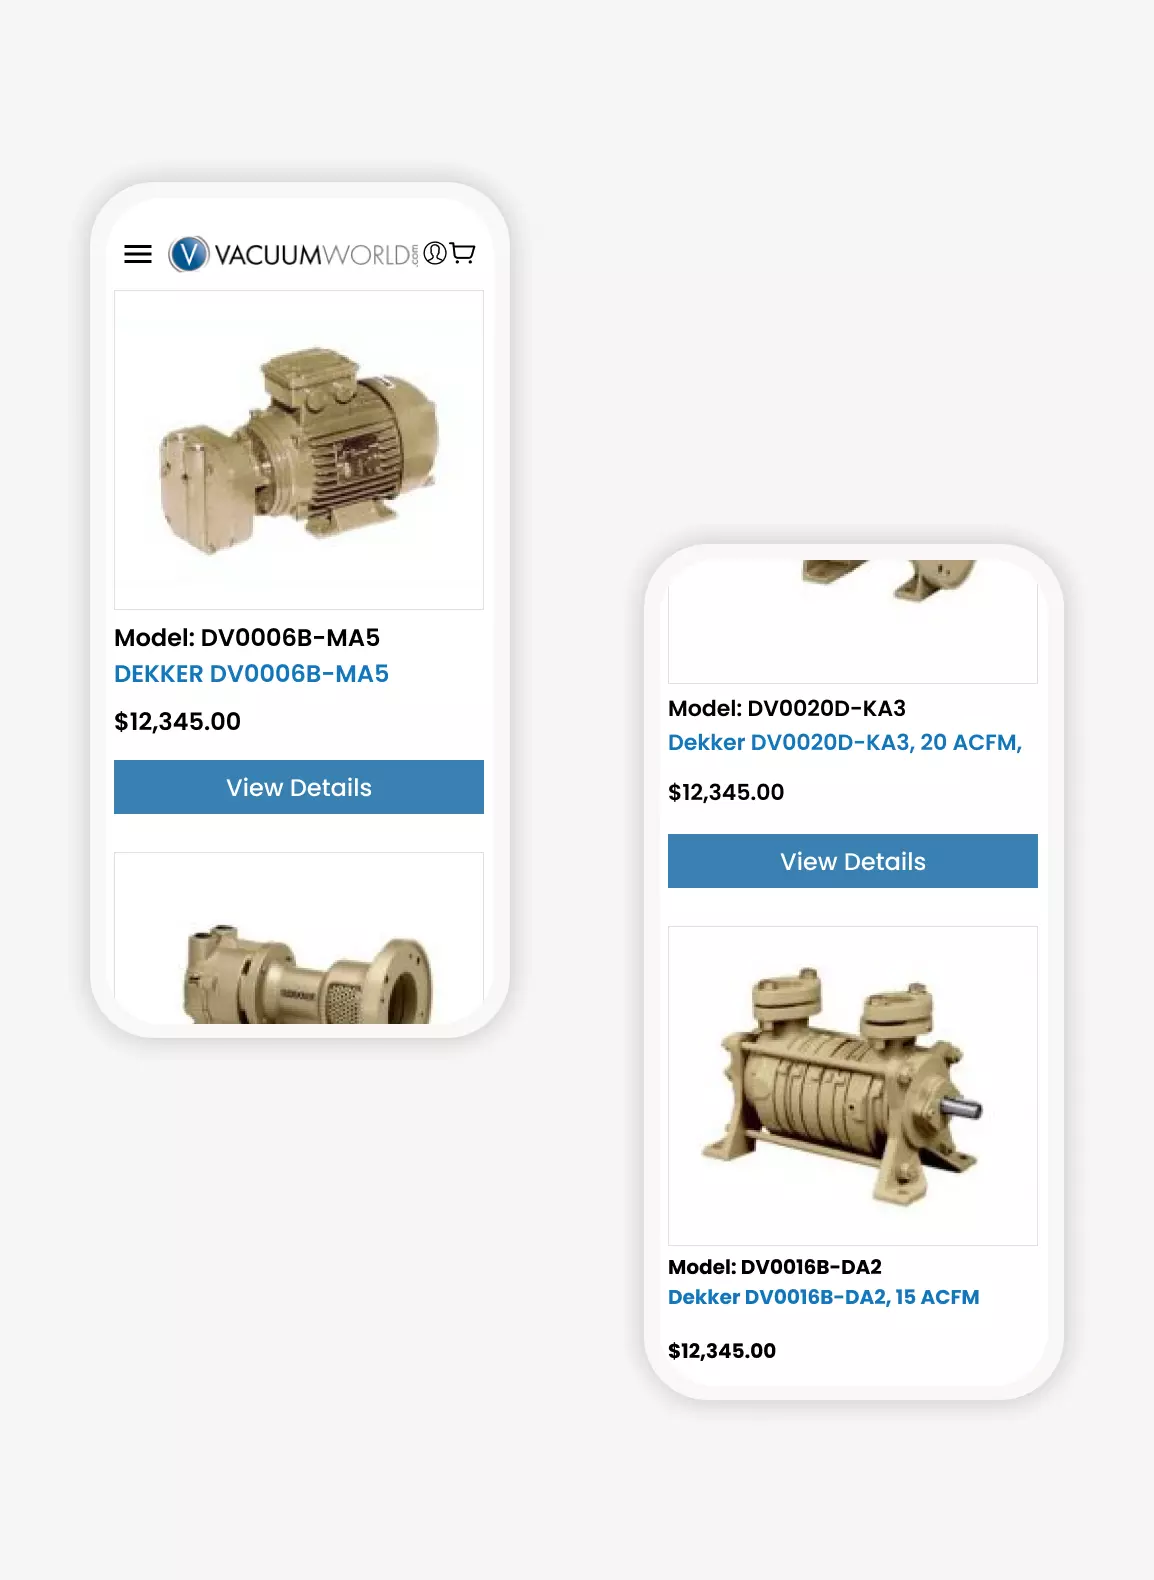 V VACUUMWORLD.com
Model: DV0006B-MA5
DEKKER DV0006B-MA5
$12,345.00
View Details
Model: DV0020D-KA3
Dekker DV0020D-KA3, 20 ACFM,
$12,345.00
View Details
Model: DV0016B-DA2
Dekker DV0016B-DA2, 15 ACFM
$12,345.00